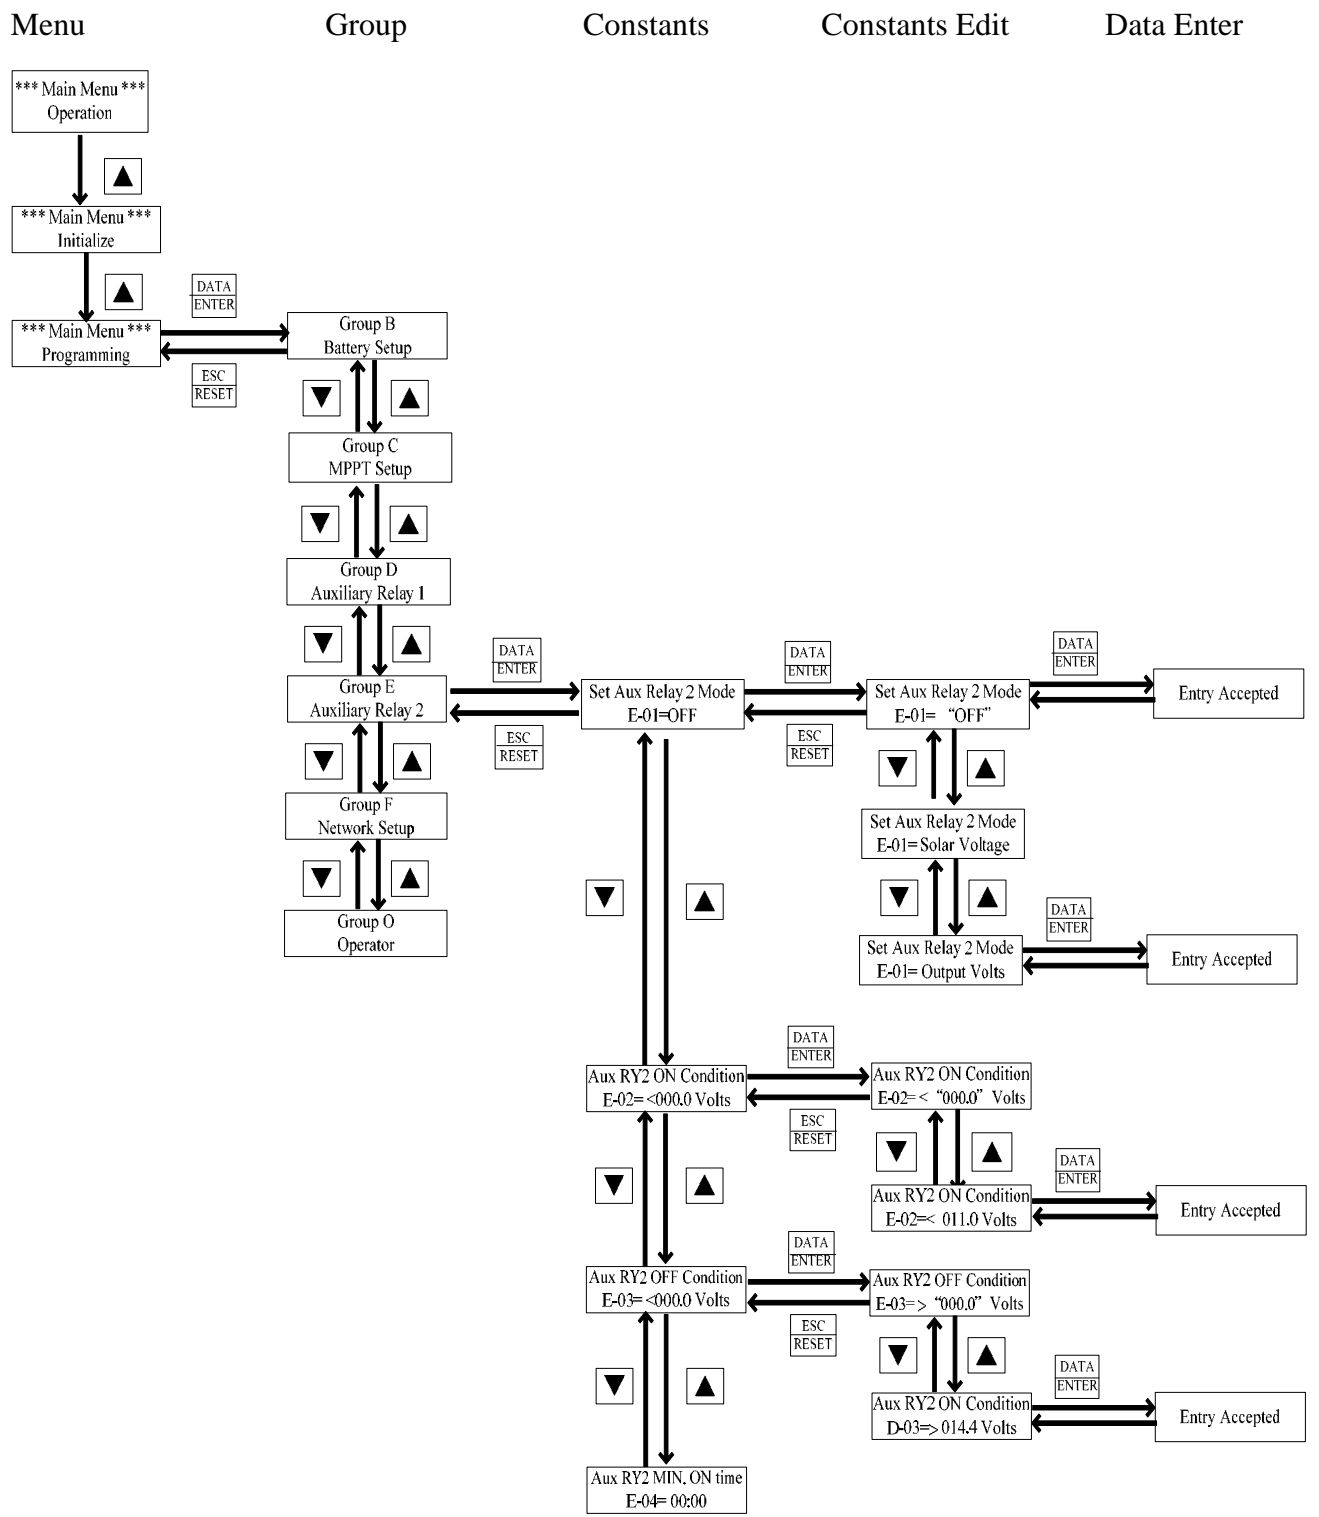 Menu Group Constants Constants Edit Data Enter
*** Main Menu ***
Operation
▲
*** Main Menu ***
Initialize
▲
*** Main Menu ***
Programming
DATA
ENTER
ESC
RESET
Group B
Battery Setup
▼ ▲
Group C
MPPT Setup
▼ ▲
Group D
Auxiliary Relay 1
▼ ▲
Group E
Auxiliary Relay 2
▼ ▲
Group F
Network Setup
▼ ▲
Group O
Operator
DATA
ENTER
ESC
RESET
Set Aux Relay 2 Mode
E-01=OFF
▼ ▲
Aux RY2 ON Condition
E-02= <000.0 Volts
▼ ▲
Aux RY2 OFF Condition
E-03= <000.0 Volts
▼ ▲
Aux RY2 MIN. ON time
E-04= 00:00
DATA
ENTER
ESC
RESET
Set Aux Relay 2 Mode
E-01= “OFF”
▼ ▲
Set Aux Relay 2 Mode
E-01= Solar Voltage
▼ ▲
Set Aux Relay 2 Mode
E-01= Output Volts
DATA
ENTER
Entry Accepted
DATA
ENTER
Entry Accepted
DATA
ENTER
ESC
RESET
Aux RY2 ON Condition
E-02= < “000.0” Volts
▼ ▲
Aux RY2 ON Condition
E-02=< 011.0 Volts
DATA
ENTER
Entry Accepted
DATA
ENTER
ESC
RESET
Aux RY2 OFF Condition
E-03= > “000.0” Volts
▼ ▲
Aux RY2 ON Condition
D-03=> 014.4 Volts
DATA
ENTER
Entry Accepted